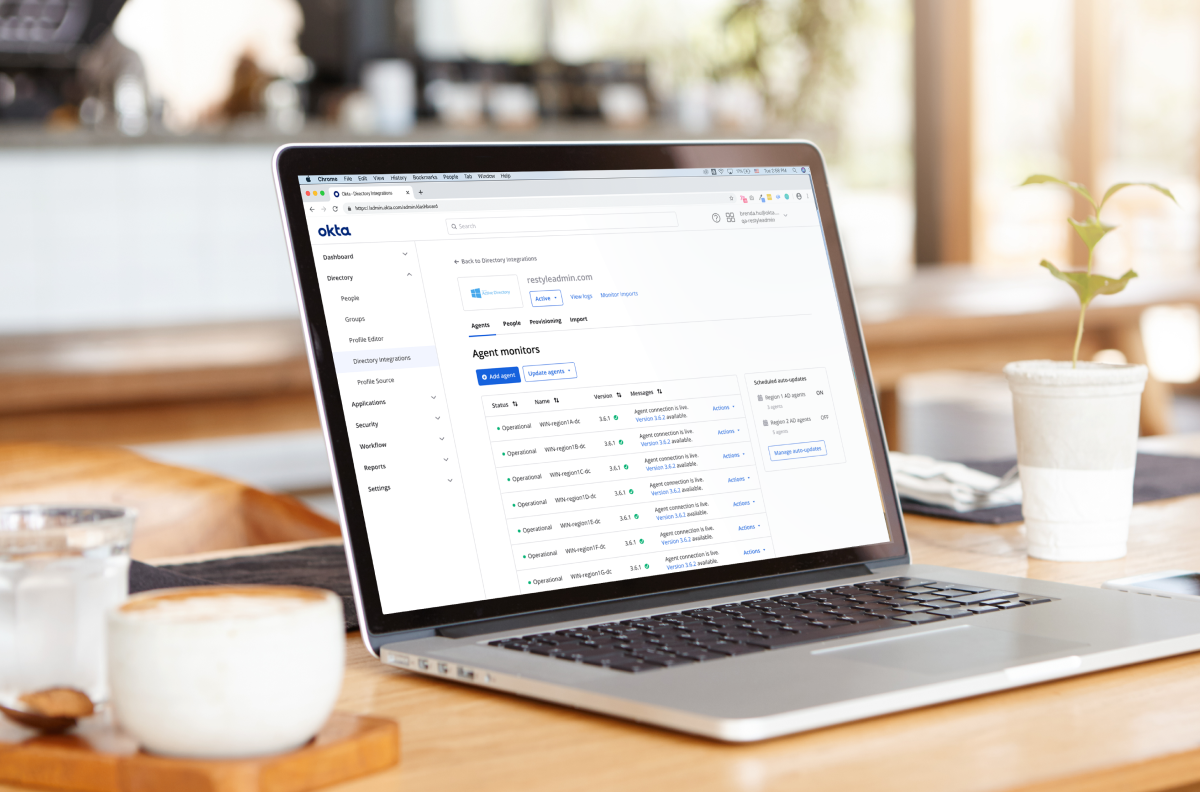 Chrome File Edit View History Bookmarks People Tab Window Help
Tue 2:58 PM
Okta - Directory Integrations
https://admin.okta.com/admin/dashboard
okta
Search
Dashboard
Directory
People
Groups
Profile Editor
Directory Integrations
Profile Source
Applications
Security
Workflow
Reports
Settings
← Back to Directory Integrations
Active Directory
restyleadmin.com
Active View logs Monitor imports
Agents People Provisioning Import
Agent monitors
Add agent Update agents
Status Name Version Messages
Operational WIN-region1A-dc 3.6.1 Agent connection is live. Actions
Version 3.6.2 available.
Operational WIN-region1B-dc 3.6.1 Agent connection is live. Actions
Version 3.6.2 available.
Operational WIN-region1C-dc 3.6.1 Agent connection is live. Actions
Version 3.6.2 available.
Operational WIN-region1D-dc 3.6.1 Agent connection is live. Actions
Version 3.6.2 available.
Operational WIN-region1E-dc 3.6.1 Agent connection is live. Actions
Version 3.6.2 available.
Operational WIN-region1F-dc 3.6.1 Agent connection is live. Actions
Version 3.6.2 available.
Operational WIN-region1G-dc 3.6.1 Agent connection is live. Actions
Version 3.6.2 available.
Scheduled auto-updates
Region 1 AD agents ON
Region 2 AD agents OFF
5 agents
Manage auto-updates